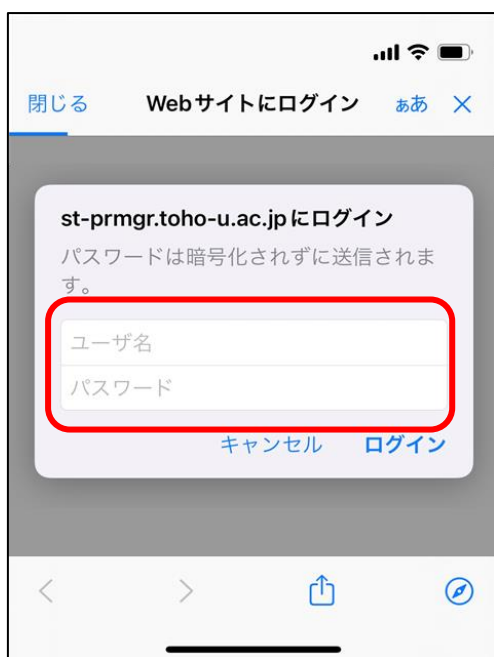 閉じる Webサイトにログイン ぁあ
st-prmgr.toho-u.ac.jpにログイン
パスワードは暗号化されずに送信されま
す。
ユーザ名
パスワード
キャンセル ログイン